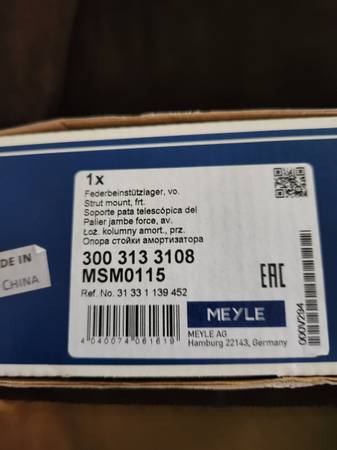 1x
Federbeinstützlager, vo.
Strut mount, frt.
Soporte pata telescópica del
Palier jambe force, av.
Łoż. kolumny amort., prz.
Опора стойки амортизатора
300 313 3108
MSM0115
Ref. No. 31 33 1 139 452
4 040074 061619
EAC
MEYLE
MEYLE AG
Hamburg 22143, Germany
000V294
DE IN
CHINA